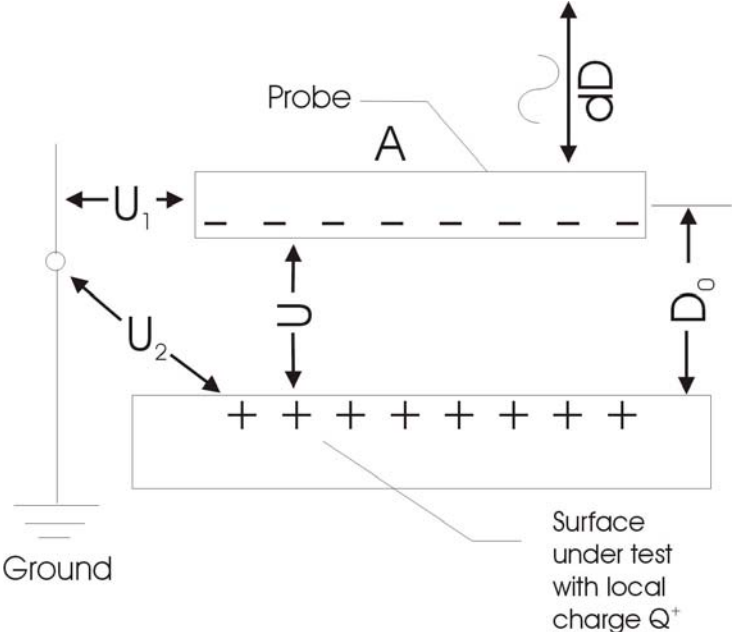 dD
Probe
A
U₁
− − − − − − − −
U₂
U
D₀
+ + + + + + + +
Ground
Surface
under test
with local
charge Q⁺